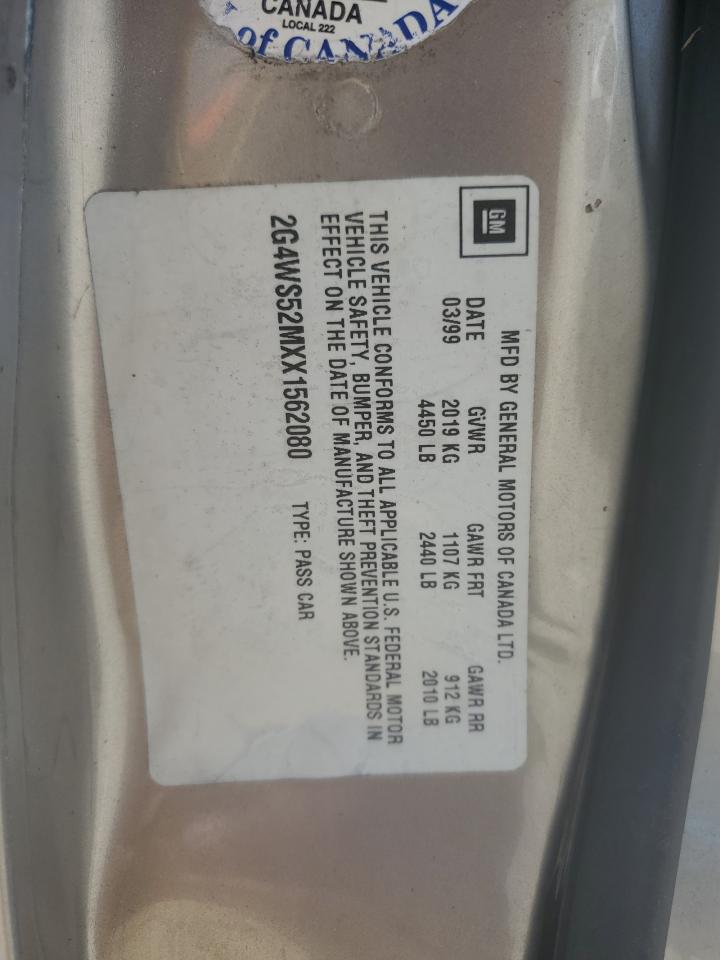 CANADA
LOCAL 222
of CANADA
GM
MFD BY GENERAL MOTORS OF CANADA LTD.
DATE GVWR GAWR FRT GAWR RR
03/99 2019 KG 1107 KG 912 KG
4450 LB 2440 LB 2010 LB
THIS VEHICLE CONFORMS TO ALL APPLICABLE U.S. FEDERAL MOTOR
VEHICLE SAFETY, BUMPER, AND THEFT PREVENTION STANDARDS IN
EFFECT ON THE DATE OF MANUFACTURE SHOWN ABOVE.
2G4WS52MXX1562080 TYPE: PASS CAR